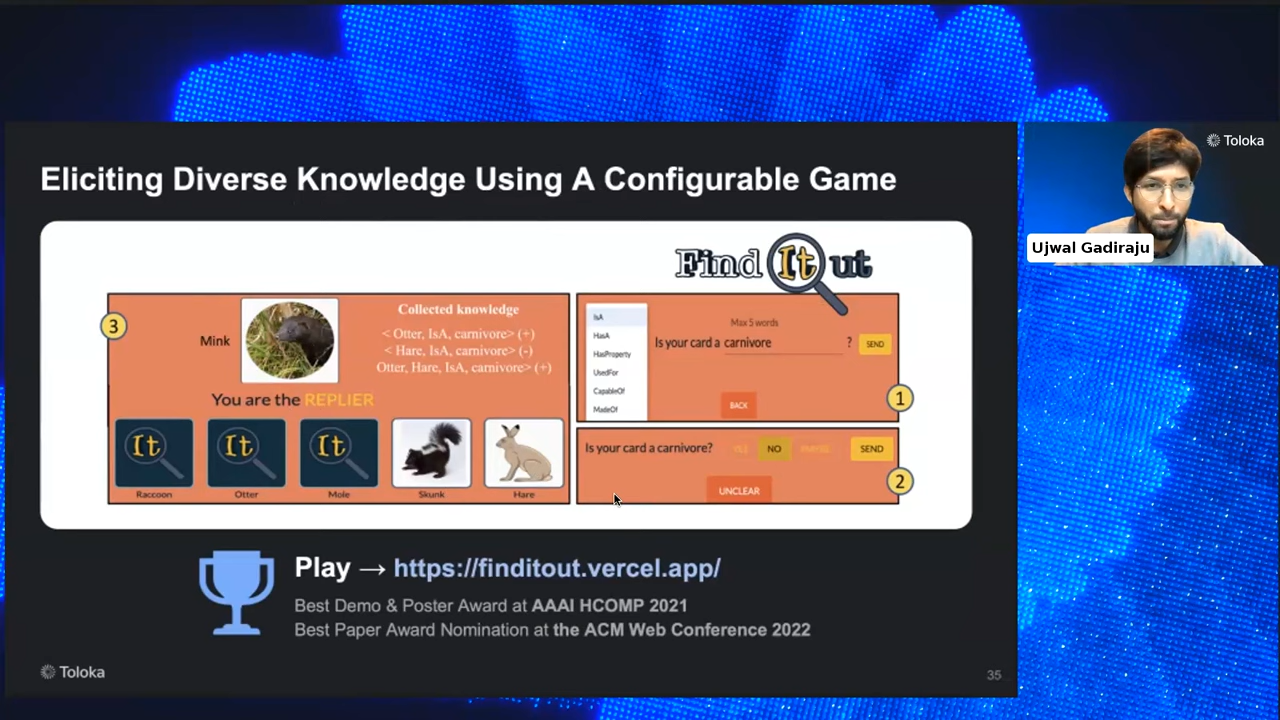 Eliciting Diverse Knowledge Using A Configurable Game
Find It ut
3
Mink
Collected knowledge
< Otter, IsA, carnivore> (+)
< Hare, IsA, carnivore> (-)
Otter, Hare, IsA, carnivore> (+)
You are the REPLIER
It
It
It
Raccoon
Otter
Mole
Skunk
Hare
IsA
HasA
HasProperty
UsedFor
CapableOf
MadeOf
Max 5 words
Is your card a carnivore ?
SEND
BACK
1
Is your card a carnivore?
YES
NO
SEND
UNCLEAR
2
Play → https://finditout.vercel.app/
Best Demo & Poster Award at AAAI HCOMP 2021
Best Paper Award Nomination at the ACM Web Conference 2022
Toloka
35
Toloka
Ujwal Gadiraju